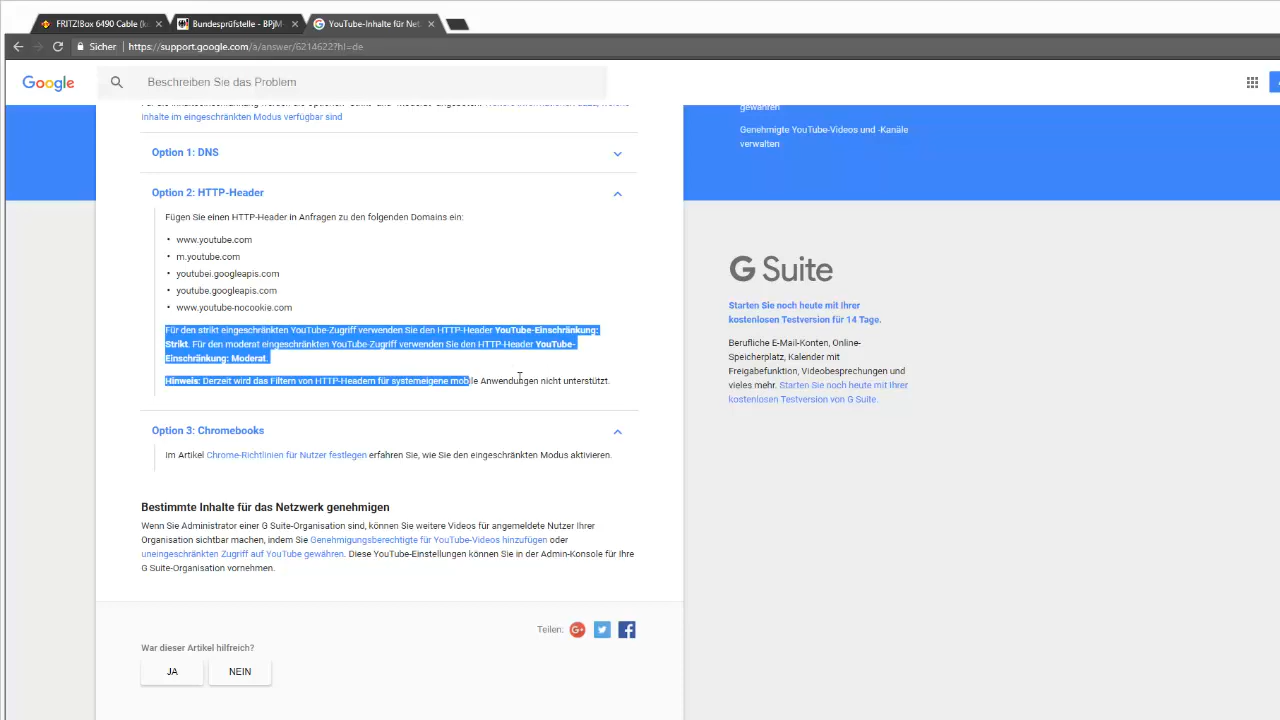 FRITZ!Box 6490 Cable (k
Bundesprüfstelle - BPjM
YouTube-Inhalte für Net
Sicher
https://support.google.com/a/answer/6214622?hl=de
Google
Beschreiben Sie das Problem
inhalte im eingeschränkten Modus verfügbar sind
gewähren
Genehmigte YouTube-Videos und -Kanäle
verwalten
Option 1: DNS
Option 2: HTTP-Header
Fügen Sie einen HTTP-Header in Anfragen zu den folgenden Domains ein:
• www.youtube.com
• m.youtube.com
• youtubei.googleapis.com
• youtube.googleapis.com
• www.youtube-nocookie.com
Für den strikt eingeschränkten YouTube-Zugriff verwenden Sie den HTTP-Header YouTube-Einschränkung:
Strikt. Für den moderat eingeschränkten YouTube-Zugriff verwenden Sie den HTTP-Header YouTube-
Einschränkung: Moderat.
Hinweis: Derzeit wird das Filtern von HTTP-Headern für systemeigene mobile Anwendungen nicht unterstützt.
Option 3: Chromebooks
Im Artikel Chrome-Richtlinien für Nutzer festlegen erfahren Sie, wie Sie den eingeschränkten Modus aktivieren.
Bestimmte Inhalte für das Netzwerk genehmigen
Wenn Sie Administrator einer G Suite-Organisation sind, können Sie weitere Videos für angemeldete Nutzer Ihrer
Organisation sichtbar machen, indem Sie Genehmigungsberechtigte für YouTube-Videos hinzufügen oder
uneingeschränkten Zugriff auf YouTube gewähren. Diese YouTube-Einstellungen können Sie in der Admin-Konsole für Ihre
G Suite-Organisation vornehmen.
Teilen:
War dieser Artikel hilfreich?
JA
NEIN
G Suite
Starten Sie noch heute mit Ihrer
kostenlosen Testversion für 14 Tage.
Berufliche E-Mail-Konten, Online-
Speicherplatz, Kalender mit
Freigabefunktion, Videobesprechungen und
vieles mehr. Starten Sie noch heute mit Ihrer
kostenlosen Testversion von G Suite.